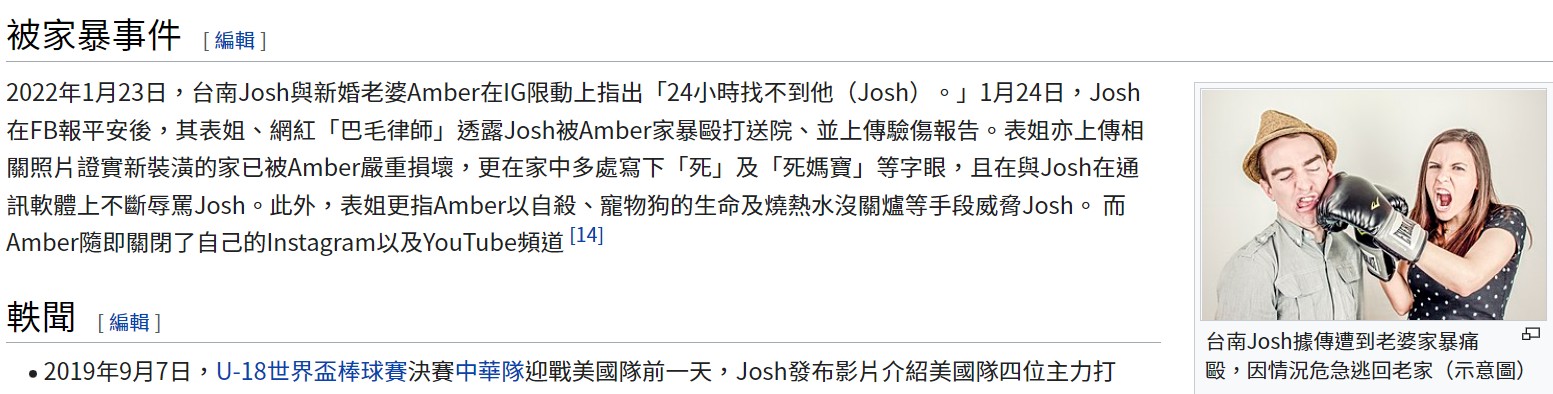 被家暴事件 [ 編輯 ]
2022年1月23日，台南Josh與新婚老婆Amber在IG限動上指出「24小時找不到他（Josh）。」1月24日，Josh
在FB報平安後，其表姐、網紅「巴毛律師」透露Josh被Amber家暴毆打送院、並上傳驗傷報告。表姐亦上傳相
關照片證實新裝潢的家已被Amber嚴重損壞，更在家中多處寫下「死」及「死媽寶」等字眼，且在與Josh在通
訊軟體上不斷辱罵Josh。此外，表姐更指Amber以自殺、寵物狗的生命及燒熱水沒關爐等手段威脅Josh。 而
Amber隨即關閉了自己的Instagram以及YouTube頻道 [14]
EVERLAST
台南Josh據傳遭到老婆家暴痛
毆，因情況危急逃回老家（示意圖）
軼聞 [ 編輯 ]
• 2019年9月7日，U-18世界盃棒球賽決賽中華隊迎戰美國隊前一天，Josh發布影片介紹美國隊四位主力打